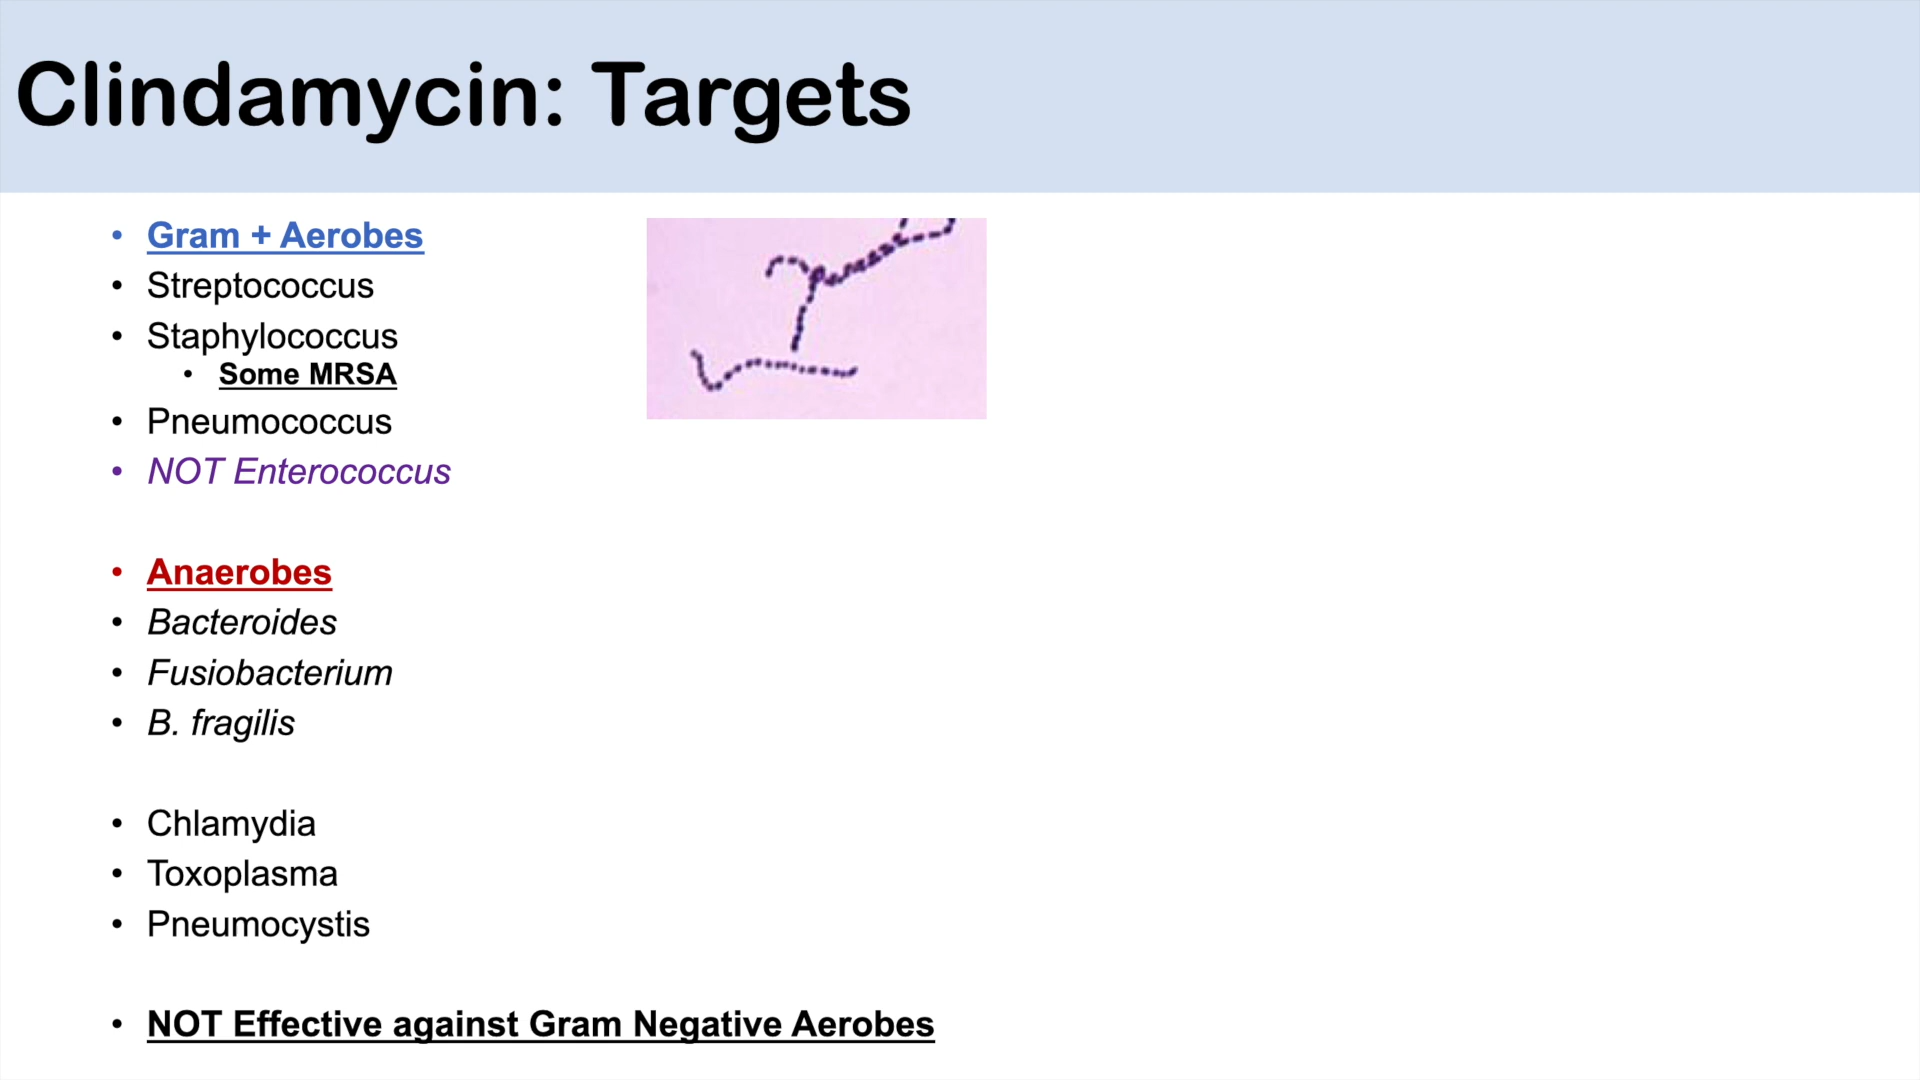 Clindamycin: Targets
• Gram + Aerobes
• Streptococcus
• Staphylococcus
• Some MRSA
• Pneumococcus
• NOT Enterococcus
• Anaerobes
• Bacteroides
• Fusiobacterium
• B. fragilis
• Chlamydia
• Toxoplasma
• Pneumocystis
• NOT Effective against Gram Negative Aerobes